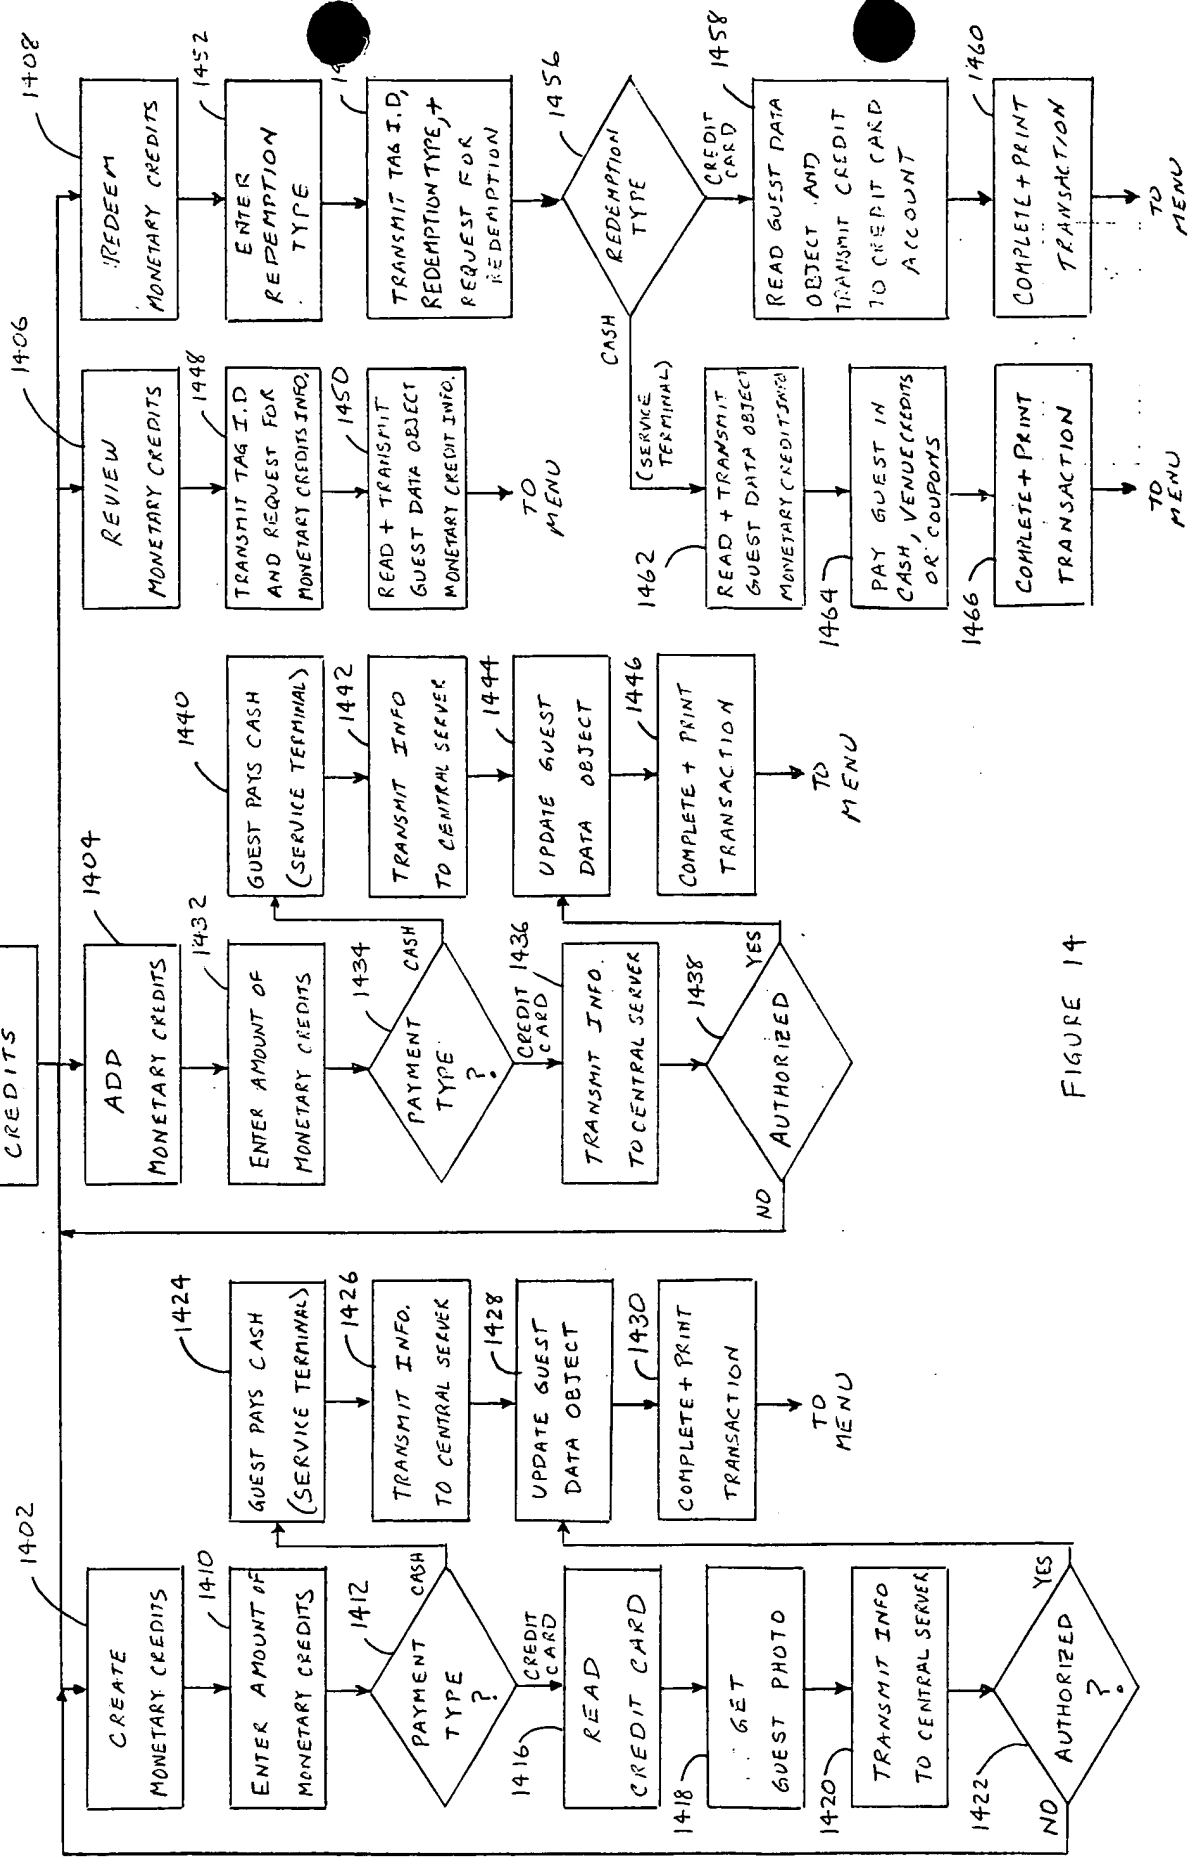 CREDITS
1402
CREATE
MONETARY CREDITS
1410
ENTER AMOUNT OF
MONETARY CREDITS
1412
PAYMENT
TYPE
?
CASH
CREDIT
CARD
1416
READ
CREDIT CARD
1418
GET
GUEST PHOTO
1420
TRANSMIT INFO
TO CENTRAL SERVER
1422
AUTHORIZED
?
NO
YES
1424
GUEST PAYS CASH
(SERVICE TERMINAL)
1426
TRANSMIT INFO.
TO CENTRAL SERVER
1428
UPDATE GUEST
DATA OBJECT
1430
COMPLETE + PRINT
TRANSACTION
TO
MENU
1404
ADD
MONETARY CREDITS
1432
ENTER AMOUNT OF
MONETARY CREDITS
1434
PAYMENT
TYPE
?
CASH
CREDIT
CARD
1436
TRANSMIT INFO.
TO CENTRAL SERVER
1438
AUTHORIZED
NO
YES
1440
GUEST PAYS CASH
(SERVICE TERMINAL)
1442
TRANSMIT INFO
TO CENTRAL SERVER
1444
UPDATE GUEST
DATA OBJECT
1446
COMPLETE + PRINT
TRANSACTION
TO
MENU
1406
REVIEW
MONETARY CREDITS
1448
TRANSMIT TAG I.D
AND REQUEST FOR
MONETARY CREDITS INFO.
1450
READ + TRANSMIT
GUEST DATA OBJECT
MONETARY CREDIT INFO.
TO
MENU
1408
REDEEM
MONETARY CREDITS
1452
ENTER
REDEMPTION
TYPE
TRANSMIT TAG I.D,
REDEMPTION TYPE, +
REQUEST FOR
REDEMPTION
1456
REDEMPTION
TYPE
CASH
(SERVICE
TERMINAL)
CREDIT
CARD
1458
READ GUEST DATA
OBJECT AND
TRANSMIT CREDIT
TO CREDIT CARD
ACCOUNT
1460
COMPLETE + PRINT
TRANSACTION
TO
MENU
1462
READ + TRANSMIT
GUEST DATA OBJECT
MONETARY CREDIT INFO
1464
PAY GUEST IN
CASH, VENUE CREDITS
OR COUPONS
1466
COMPLETE + PRINT
TRANSACTION
TO
MENU
FIGURE 14